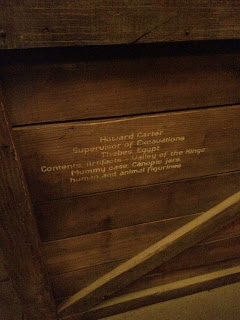 Howard Carter
Supervisor of Excavations
Thebes, Egypt
Contents: Artifacts - Valley of the Kings
Mummy case, Canopic jars,
human and animal figurines